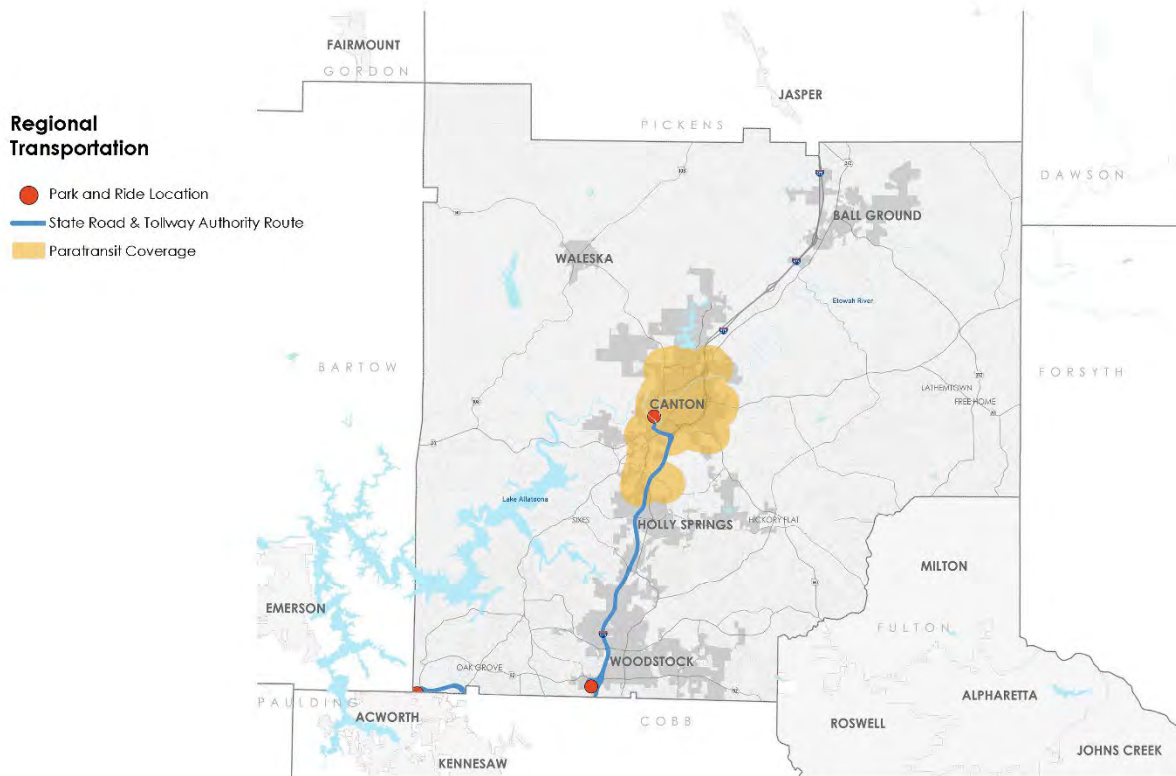 FAIRMOUNT
GORDON
JASPER
Regional
Transportation
PICKENS
Park and Ride Location
State Road & Tollway Authority Route
Paratransit Coverage
DAWSON
BALL GROUND
WALESKA
Etowah River
BARTOW
FORSYTH
LATHEMTOWN
FREE HOME
CANTON
Lake Allatoona
SIXES
HOLLY SPRINGS
HICKORY FLAT
MILTON
EMERSON
FULTON
WOODSTOCK
OAK GROVE
PAULDING
ACWORTH
COBB
ALPHARETTA
ROSWELL
JOHNS CREEK
KENNESAW